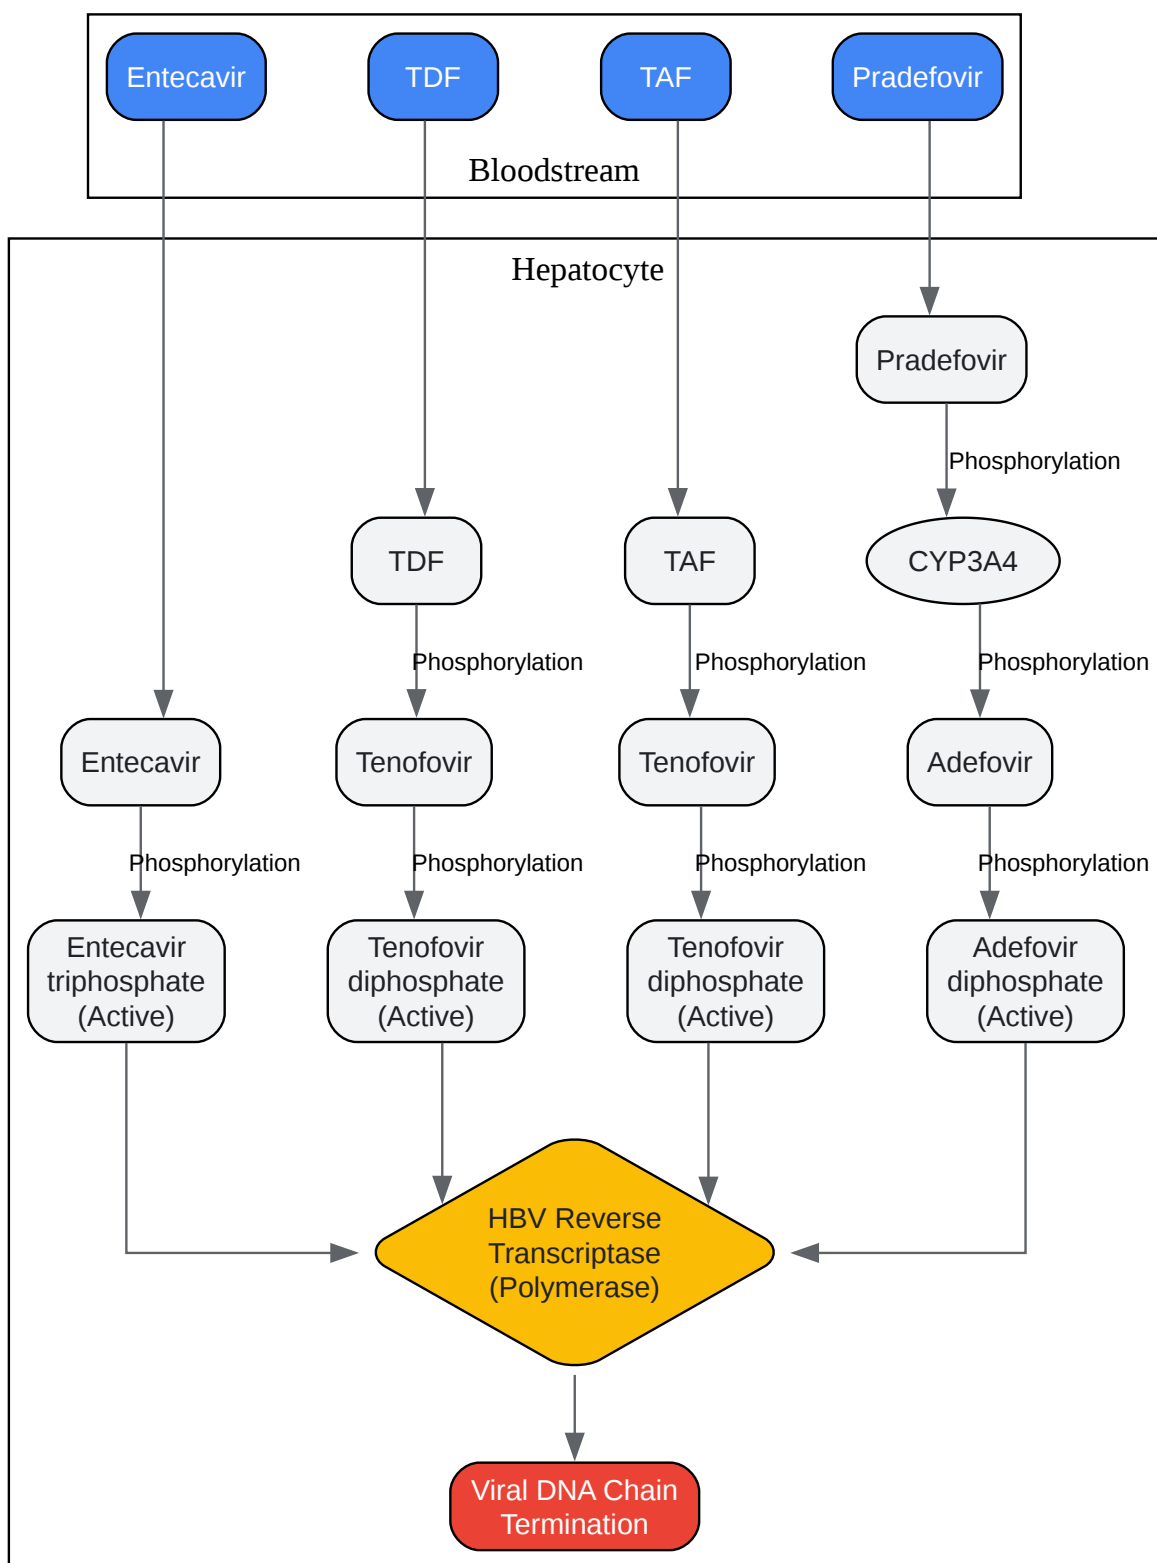 Entecavir
TDF
TAF
Pradefovir
Bloodstream
Hepatocyte
Pradefovir
Phosphorylation
TDF
TAF
CYP3A4
Phosphorylation
Phosphorylation
Phosphorylation
Entecavir
Tenofovir
Tenofovir
Adefovir
Phosphorylation
Phosphorylation
Phosphorylation
Phosphorylation
Entecavir
triphosphate
(Active)
Tenofovir
diphosphate
(Active)
Tenofovir
diphosphate
(Active)
Adefovir
diphosphate
(Active)
HBV Reverse
Transcriptase
(Polymerase)
Viral DNA Chain
Termination